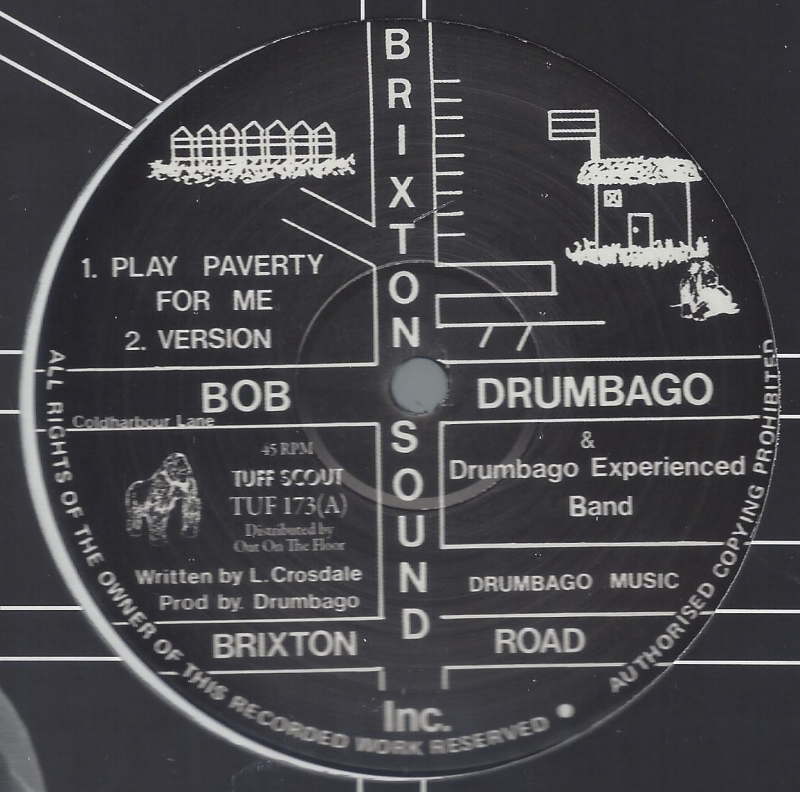 BRIXTON SOUND
1. PLAY PAVERTY
FOR ME
2. VERSION
BOB DRUMBAGO
Coldharbour Lane
&
Drumbago Experienced
Band
45 RPM
TUFF SCOUT
TUF 173(A)
Distributed by
Out On The Floor
Written by L. Crosdale
Prod by. Drumbago
DRUMBAGO MUSIC
BRIXTON ROAD
Inc.
ALL RIGHTS OF THE OWNER OF THIS RECORDED WORK RESERVED ● AUTHORISED COPYING PROHIBITED